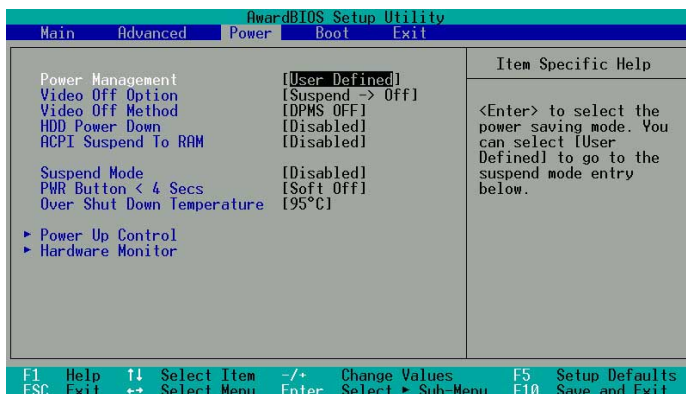 AwardBIOS Setup Utility
Main Advanced Power Boot Exit
Power Management [User Defined]
Video Off Option [Suspend -> Off]
Video Off Method [DPMS OFF]
HDD Power Down [Disabled]
ACPI Suspend To RAM [Disabled]
Suspend Mode [Disabled]
PWR Button < 4 Secs [Soft Off]
Over Shut Down Temperature [95°C]
► Power Up Control
► Hardware Monitor
Item Specific Help
<Enter> to select the
power saving mode. You
can select [User
Defined] to go to the
suspend mode entry
below.
F1 Help ↑↓ Select Item -/+ Change Values F5 Setup Defaults
ESC Exit ↔ Select Menu Enter Select ► Sub-Menu F10 Save and Exit